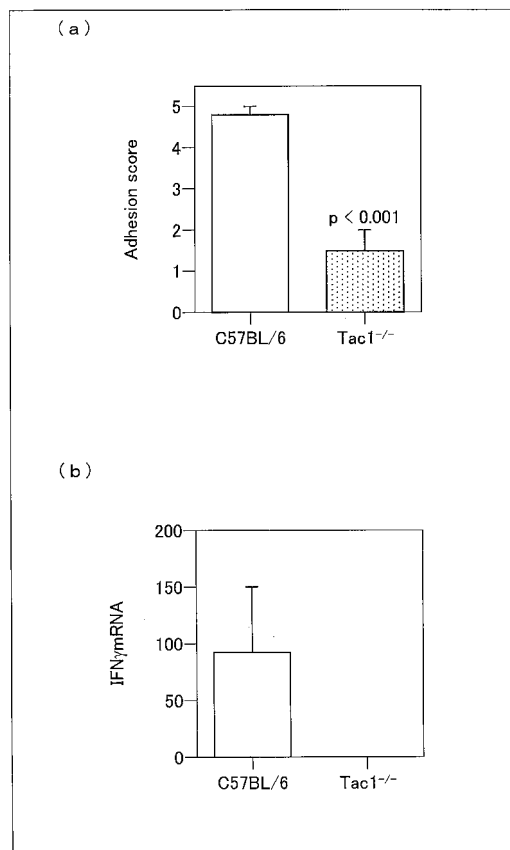 (a)
Adhesion score
5
4
3
2
1
0
p < 0.001
C57BL/6 Tac1-/-
(b)
IFNγmRNA
200
150
100
50
0
C57BL/6 Tac1-/-